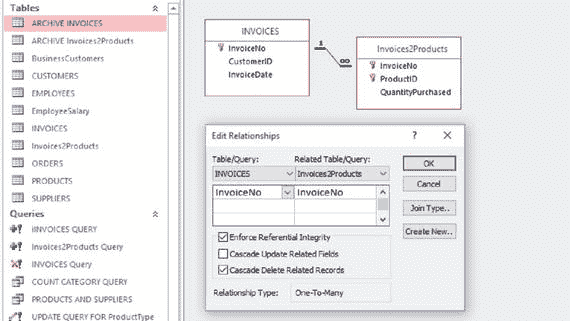 Tables
ARCHIVE INVOICES
ARCHIVE Invoices2Products
BusinessCustomers
CUSTOMERS
EMPLOYEES
EmployeeSalary
INVOICES
Invoices2Products
ORDERS
PRODUCTS
SUPPLIERS
Queries
iINVOICES QUERY
Invoices2Products Query
INVOICES Query
COUNT CATEGORY QUERY
PRODUCTS AND SUPPLIERS
UPDATE QUERY FOR ProductType
INVOICES
InvoiceNo
CustomerID
InvoiceDate
1
∞
Invoices2Products
InvoiceNo
ProductID
QuantityPurchased
Edit Relationships ? ×
Table/Query: Related Table/Query:
INVOICES Invoices2Products
InvoiceNo InvoiceNo
OK
Cancel
Join Type..
Create New..
Enforce Referential Integrity
Cascade Update Related Fields
Cascade Delete Related Records
Relationship Type: One-To-Many